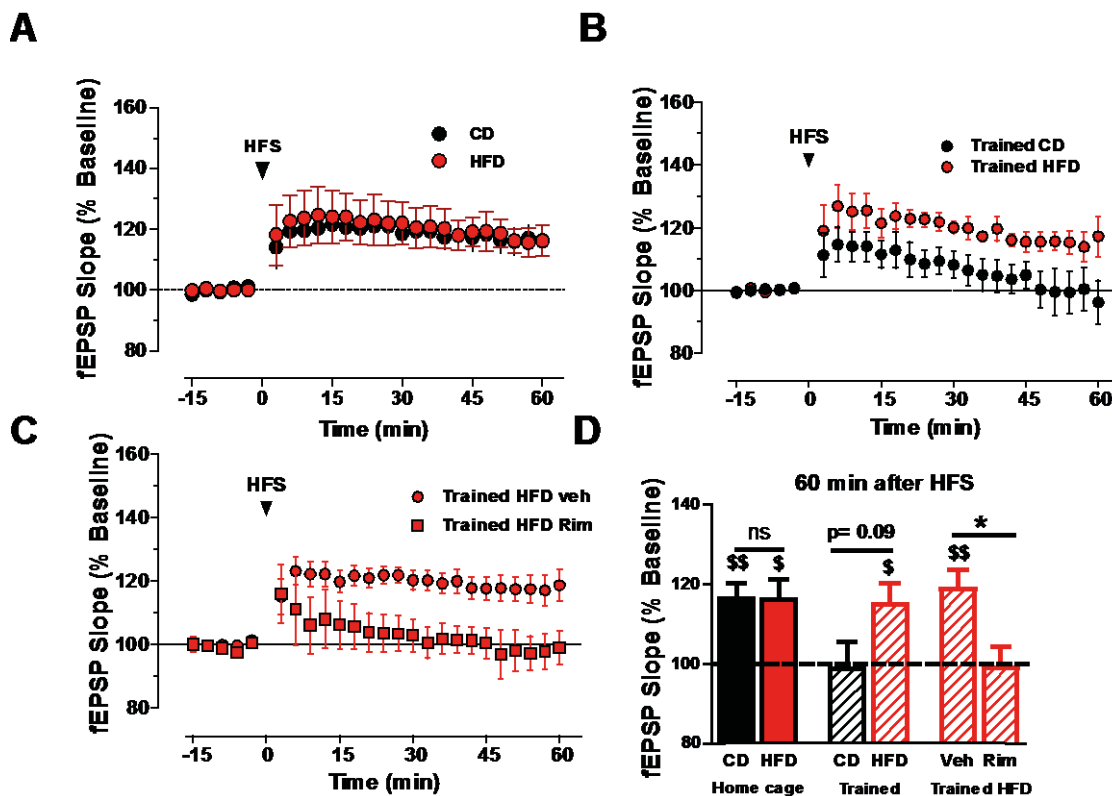 A
fEPSP Slope (% Baseline)
160
140
120
100
80
HFS
CD
HFD
-15 0 15 30 45 60
Time (min)
B
fEPSP Slope (% Baseline)
160
140
120
100
80
HFS
Trained CD
Trained HFD
-15 0 15 30 45 60
Time (min)
C
fEPSP Slope (% Baseline)
160
140
120
100
80
HFS
Trained HFD veh
Trained HFD Rim
-15 0 15 30 45 60
Time (min)
D
60 min after HFS
fEPSP Slope (% Baseline)
140
120
100
80
ns
p= 0.09
*
$$ $ $ $$
CD HFD CD HFD Veh Rim
Home cage Trained Trained HFD